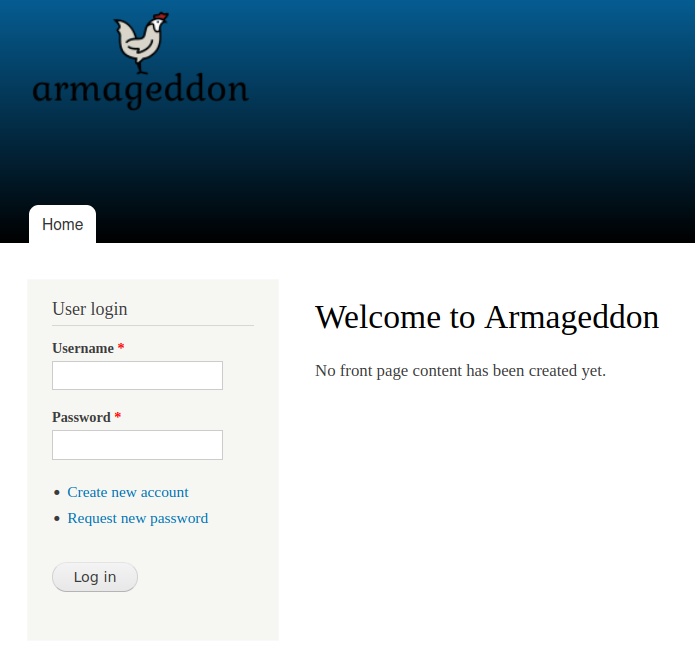 armageddon
Home
User login
Username *
Password *
Create new account
Request new password
Log in
Welcome to Armageddon
No front page content has been created yet.